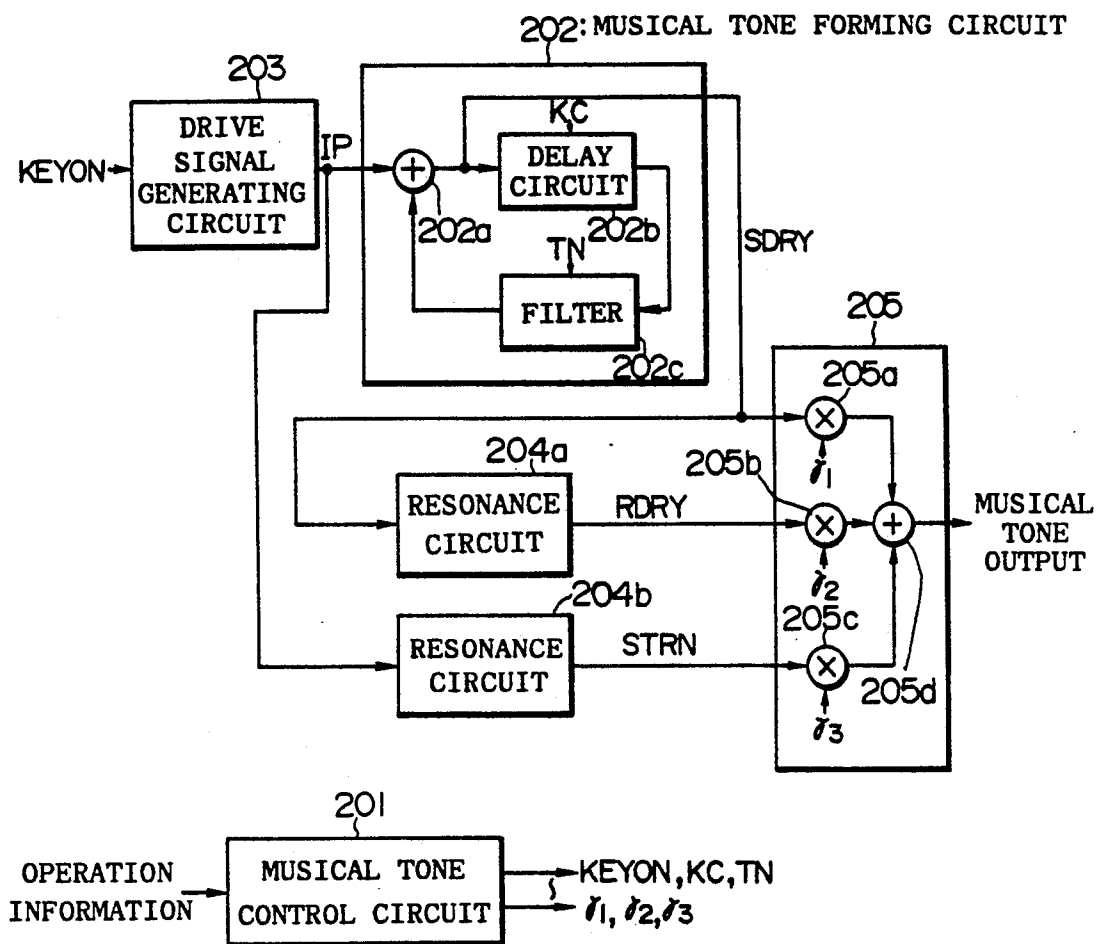 202: MUSICAL TONE FORMING CIRCUIT
203
DRIVE
SIGNAL
GENERATING
CIRCUIT
KEYON
IP
KC
+
DELAY
CIRCUIT
202a
202b
TN
FILTER
202c
SDRY
205
205a
×
γ1
204a
RESONANCE
CIRCUIT
RDRY
205b
×
γ2
+
MUSICAL
TONE
OUTPUT
204b
RESONANCE
CIRCUIT
STRN
205c
×
γ3
205d
201
OPERATION
INFORMATION
MUSICAL TONE
CONTROL CIRCUIT
KEYON, KC, TN
γ1, γ2, γ3